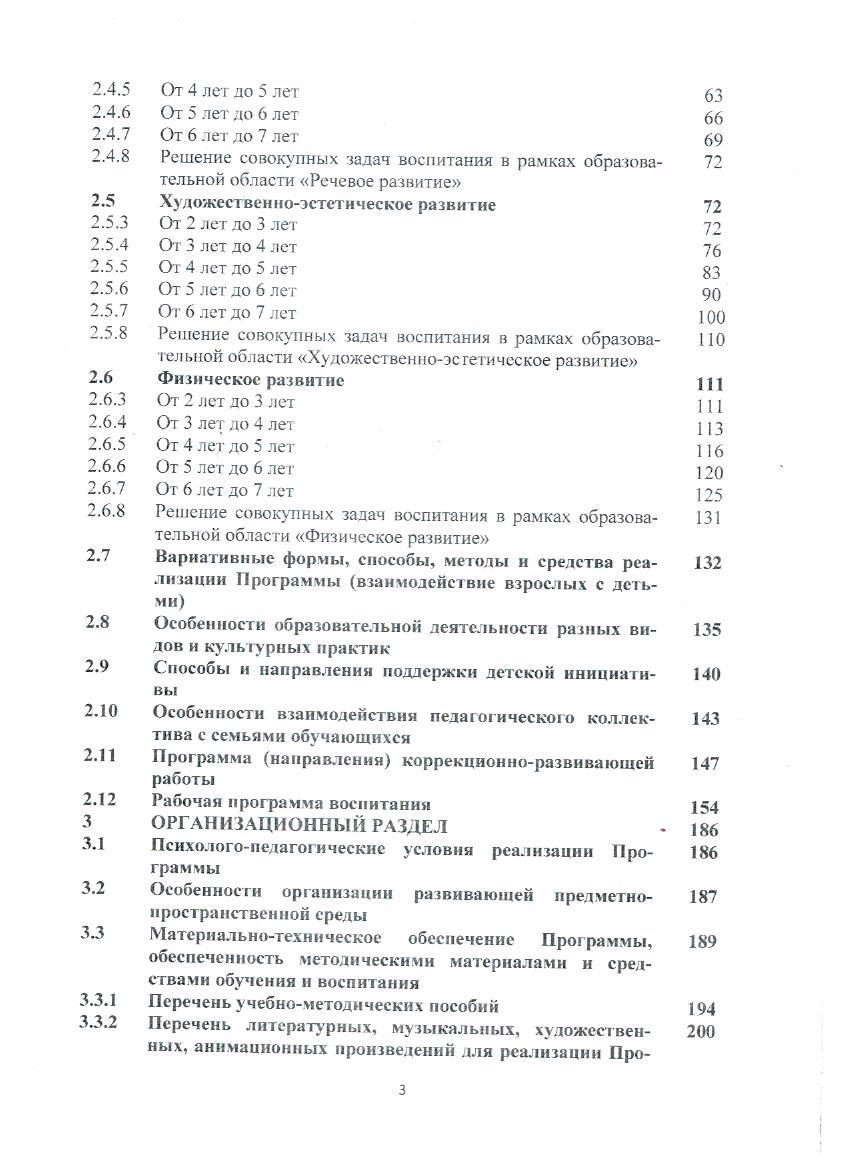 2.4.5 От 4 лет до 5 лет 63
2.4.6 От 5 лет до 6 лет 66
2.4.7 От 6 лет до 7 лет 69
2.4.8 Решение совокупных задач воспитания в рамках образова- 72
тельной области «Речевое развитие»
2.5 Художественно-эстетическое развитие 72
2.5.3 От 2 лет до 3 лет 72
2.5.4 От 3 лет до 4 лет 76
2.5.5 От 4 лет до 5 лет 83
2.5.6 От 5 лет до 6 лет 90
2.5.7 От 6 лет до 7 лет 100
2.5.8 Решение совокупных задач воспитания в рамках образова- 110
тельной области «Художественно-эстетическое развитие»
2.6 Физическое развитие 111
2.6.3 От 2 лет до 3 лет 111
2.6.4 От 3 лет до 4 лет 113
2.6.5 От 4 лет до 5 лет 116
2.6.6 От 5 лет до 6 лет 120
2.6.7 От 6 лет до 7 лет 125
2.6.8 Решение совокупных задач воспитания в рамках образова- 131
тельной области «Физическое развитие»
2.7 Вариативные формы, способы, методы и средства реа- 132
лизации Программы (взаимодействие взрослых с деть-
ми)
2.8 Особенности образовательной деятельности разных ви- 135
дов и культурных практик
2.9 Способы и направления поддержки детской инициати- 140
вы
2.10 Особенности взаимодействия педагогического коллек- 143
тива с семьями обучающихся
2.11 Программа (направления) коррекционно-развивающей 147
работы
2.12 Рабочая программа воспитания 154
3 ОРГАНИЗАЦИОННЫЙ РАЗДЕЛ 186
3.1 Психолого-педагогические условия реализации Про- 186
граммы
3.2 Особенности организации развивающей предметно- 187
пространственной среды
3.3 Материально-техническое обеспечение Программы, 189
обеспеченность методическими материалами и сред-
ствами обучения и воспитания
3.3.1 Перечень учебно-методических пособий 194
3.3.2 Перечень литературных, музыкальных, художествен- 200
ных, анимационных произведений для реализации Про-
3